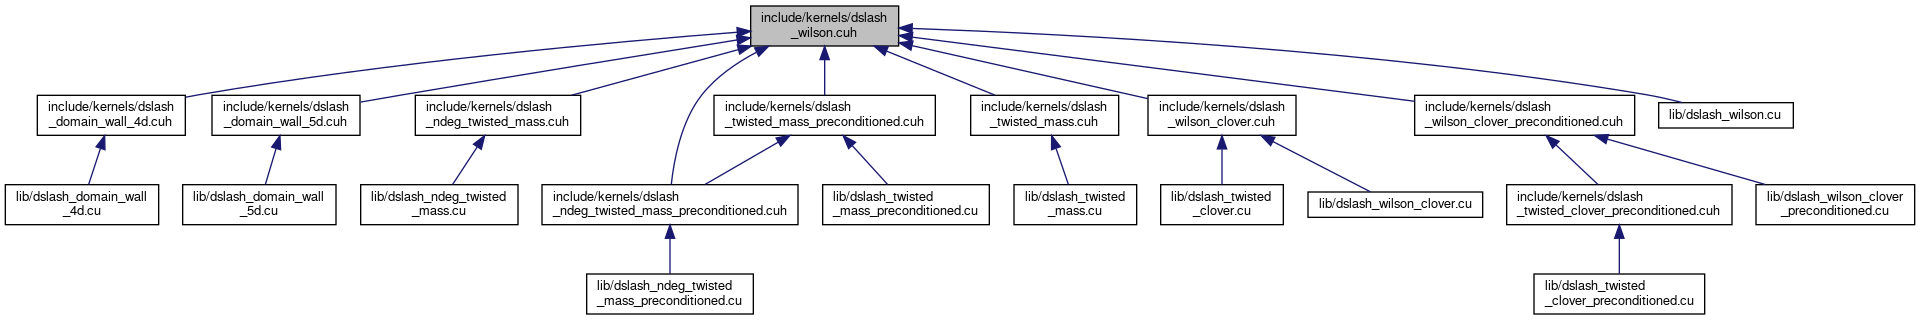 include/kernels/dslash
_wilson.cuh
include/kernels/dslash
_domain_wall_4d.cuh
include/kernels/dslash
_domain_wall_5d.cuh
include/kernels/dslash
_ndeg_twisted_mass.cuh
include/kernels/dslash
_twisted_mass_preconditioned.cuh
include/kernels/dslash
_twisted_mass.cuh
include/kernels/dslash
_wilson_clover.cuh
include/kernels/dslash
_wilson_clover_preconditioned.cuh
lib/dslash_wilson.cu
lib/dslash_domain_wall
_4d.cu
lib/dslash_domain_wall
_5d.cu
lib/dslash_ndeg_twisted
_mass.cu
include/kernels/dslash
_ndeg_twisted_mass_preconditioned.cuh
lib/dslash_twisted
_mass_preconditioned.cu
lib/dslash_twisted
_mass.cu
lib/dslash_twisted
_clover.cu
lib/dslash_wilson_clover.cu
include/kernels/dslash
_twisted_clover_preconditioned.cuh
lib/dslash_wilson_clover
_preconditioned.cu
lib/dslash_ndeg_twisted
_mass_preconditioned.cu
lib/dslash_twisted
_clover_preconditioned.cu